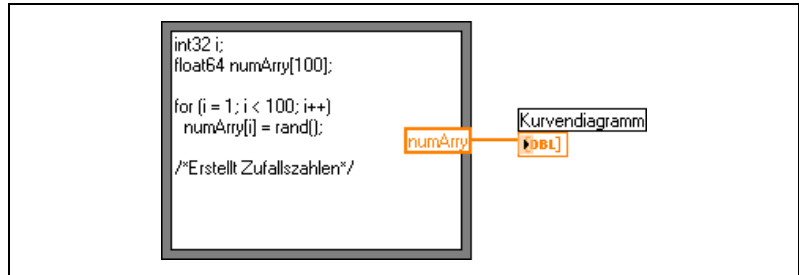 int32 i;
float64 numArry[100];
for (i = 1; i < 100; i++)
numArry[i] = rand();
/*Erstellt Zufallszahlen*/
numArry
Kurvendiagramm
DBL]